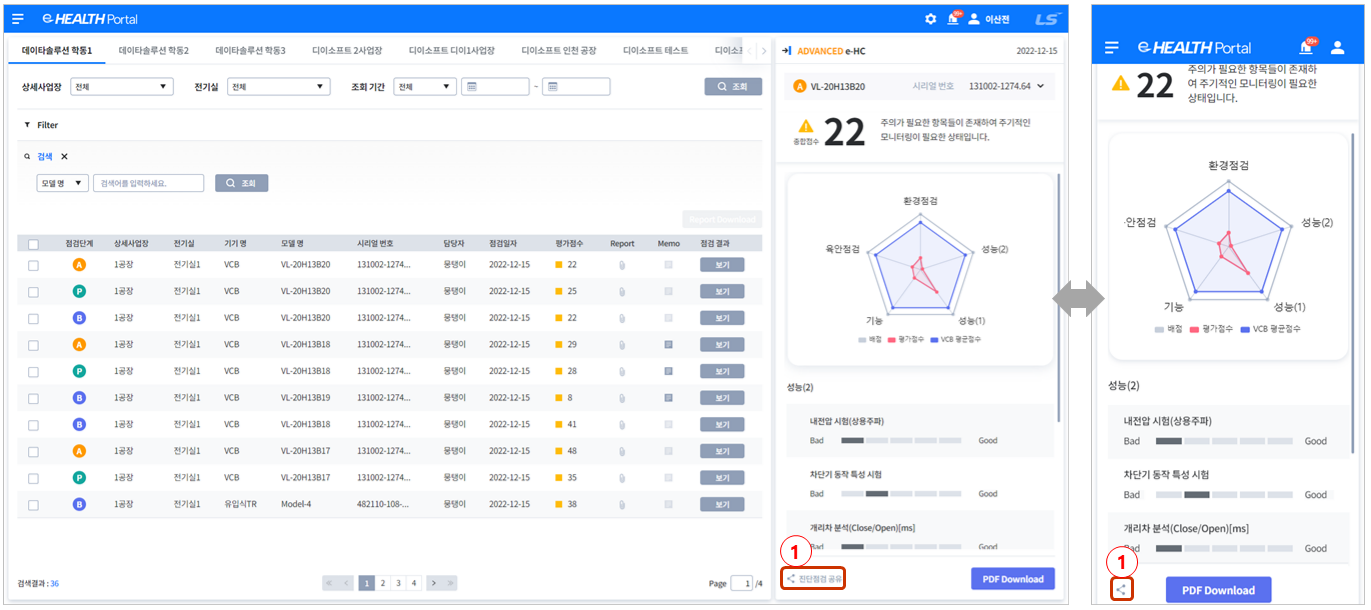 e HEALTH Portal
99+
이산전
LS
데이타솔루션 학동1
데이타솔루션 학동2
데이타솔루션 학동3
디이소프트 2사업장
디이소프트 디이1사업장
디이소프트 인천 공장
디이소프트 테스트
상세사업장
전체
전기실
전체
조회 기간
전체
~
조회
Filter
검색
모델 명
검색어를 입력하세요.
조회
Report Download
점검단계 상세사업장 전기실 기기 명 모델 명 시리얼 번호 담당자 점검일자 평가점수 Report Memo 점검 결과
A 1공장 전기실1 VCB VL-20H13B20 131002-1274... 뭉탱이 2022-12-15 22 보기
P 1공장 전기실1 VCB VL-20H13B20 131002-1274... 뭉탱이 2022-12-15 25 보기
B 1공장 전기실1 VCB VL-20H13B20 131002-1274... 뭉탱이 2022-12-15 22 보기
A 1공장 전기실1 VCB VL-20H13B18 131002-1274... 뭉탱이 2022-12-15 29 보기
P 1공장 전기실1 VCB VL-20H13B18 131002-1274... 뭉탱이 2022-12-15 28 보기
B 1공장 전기실1 VCB VL-20H13B19 131002-1274... 뭉탱이 2022-12-15 8 보기
B 1공장 전기실1 VCB VL-20H13B18 131002-1274... 뭉탱이 2022-12-15 41 보기
A 1공장 전기실1 VCB VL-20H13B17 131002-1274... 뭉탱이 2022-12-15 48 보기
P 1공장 전기실1 VCB VL-20H13B17 131002-1274... 뭉탱이 2022-12-15 35 보기
B 1공장 전기실1 유입식TR Model-4 482110-108-... 뭉탱이 2022-12-15 38 보기
검색결과 : 36
« ‹ 1 2 3 4 › »
Page 1 /4
ADVANCED e-HC
2022-12-15
A VL-20H13B20 시리얼 번호 131002-1274.64
종합점수
22
주의가 필요한 항목들이 존재하여 주기적인
모니터링이 필요한 상태입니다.
환경점검
육안점검
성능(2)
기능
성능(1)
배점 평가점수 VCB 평균점수
성능(2)
내전압 시험(상용주파)
Bad Good
차단기 동작 특성 시험
Bad Good
개리차 분석(Close/Open)[ms]
Bad Good
1
진단점검 공유
PDF Download
e HEALTH Portal
99+
22
주의가 필요한 항목들이 존재하
여 주기적인 모니터링이 필요한
상태입니다.
환경점검
안점검
성능(2)
기능
성능(1)
배점 평가점수 VCB 평균점수
성능(2)
내전압 시험(상용주파)
Bad Good
차단기 동작 특성 시험
Bad Good
개리차 분석(Close/Open)[ms]
Bad Good
1
PDF Download